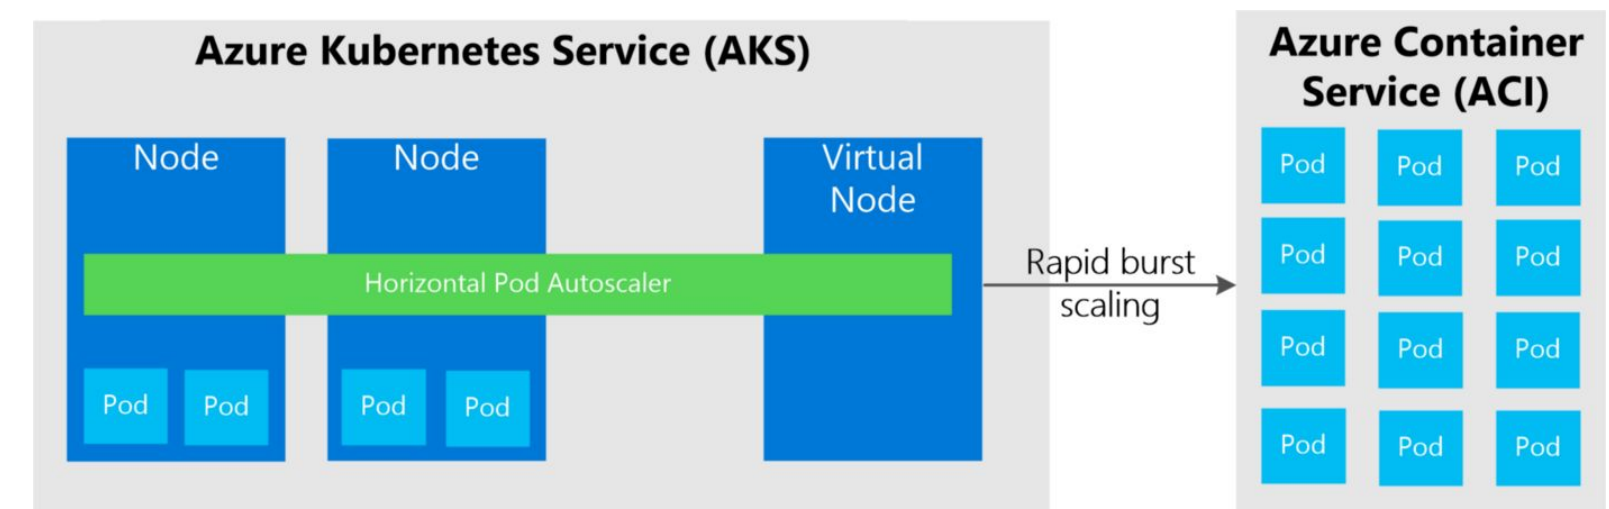 Azure Kubernetes Service (AKS)
Node
Node
Virtual
Node
Horizontal Pod Autoscaler
Pod
Pod
Pod
Pod
Rapid burst
scaling
Azure Container
Service (ACI)
Pod Pod Pod
Pod Pod Pod
Pod Pod Pod
Pod Pod Pod